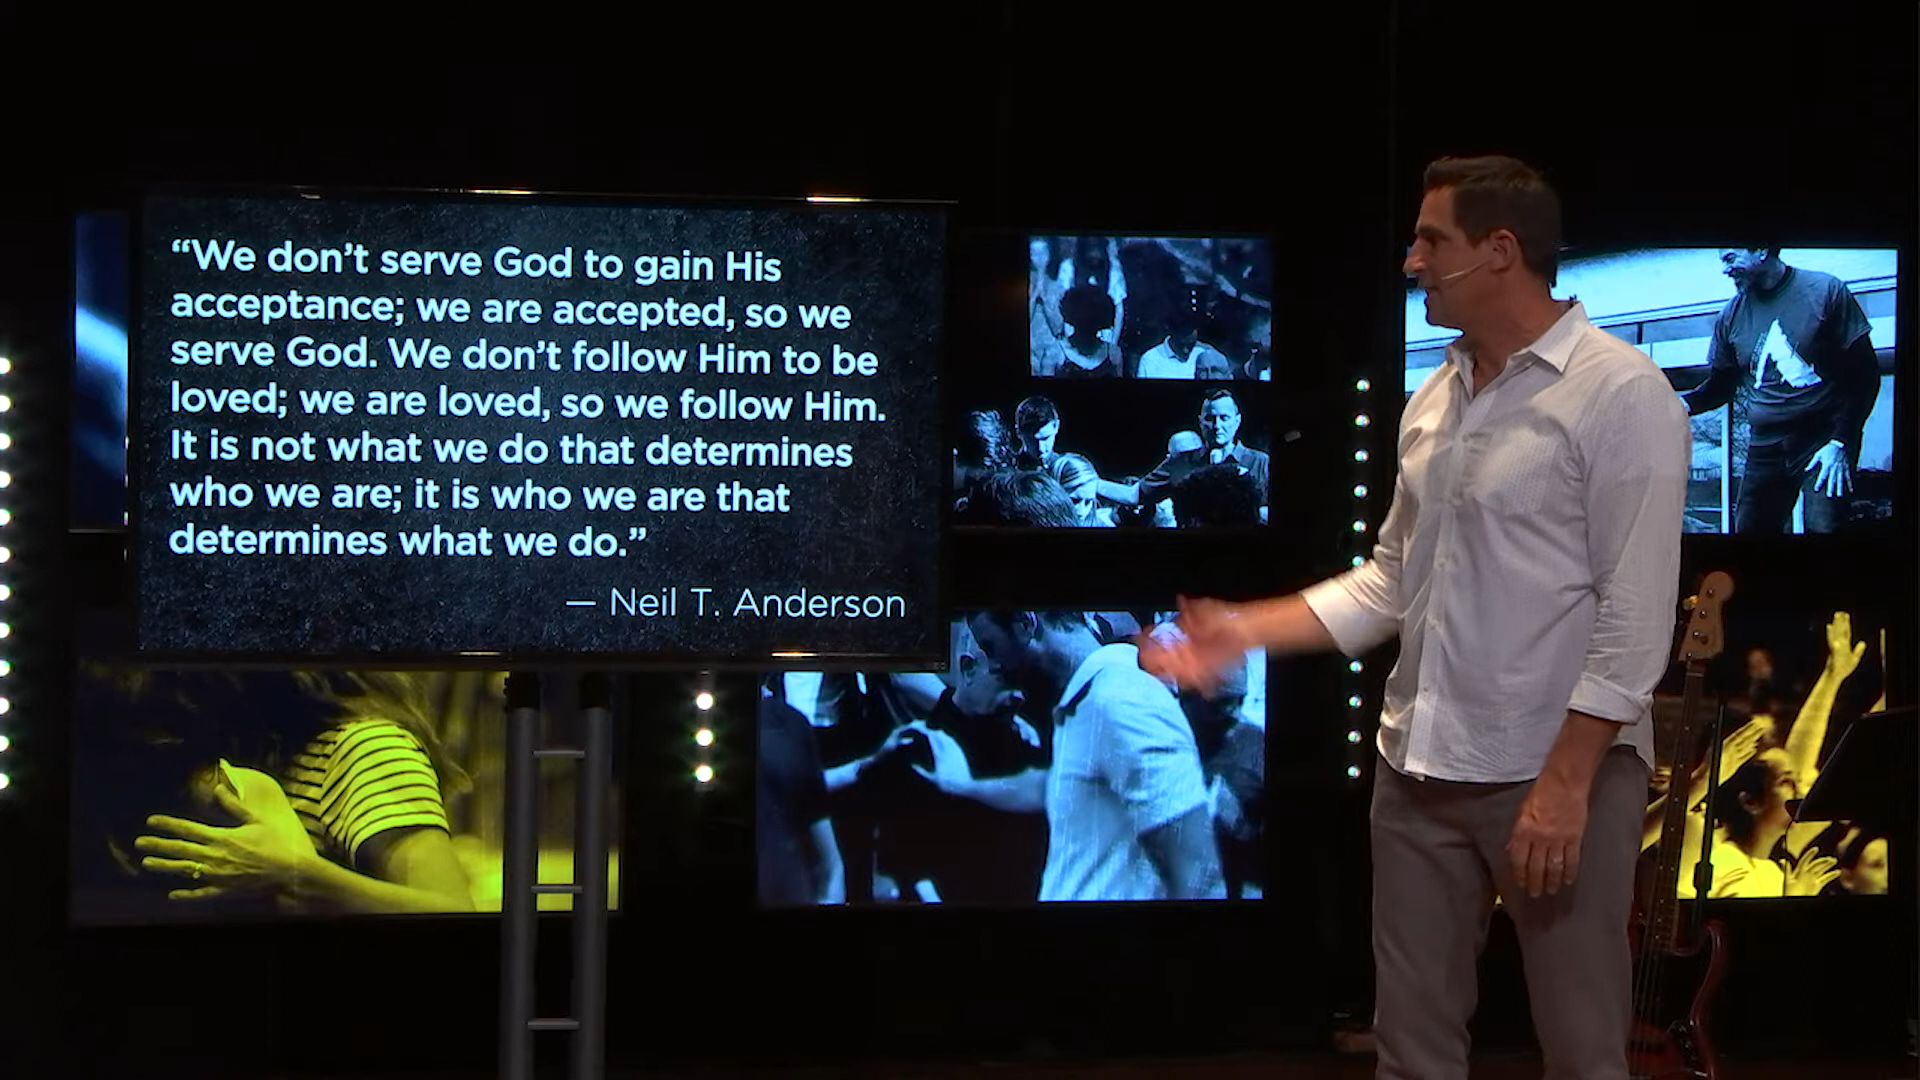 “We don’t serve God to gain His
acceptance; we are accepted, so we
serve God. We don’t follow Him to be
loved; we are loved, so we follow Him.
It is not what we do that determines
who we are; it is who we are that
determines what we do.”
— Neil T. Anderson